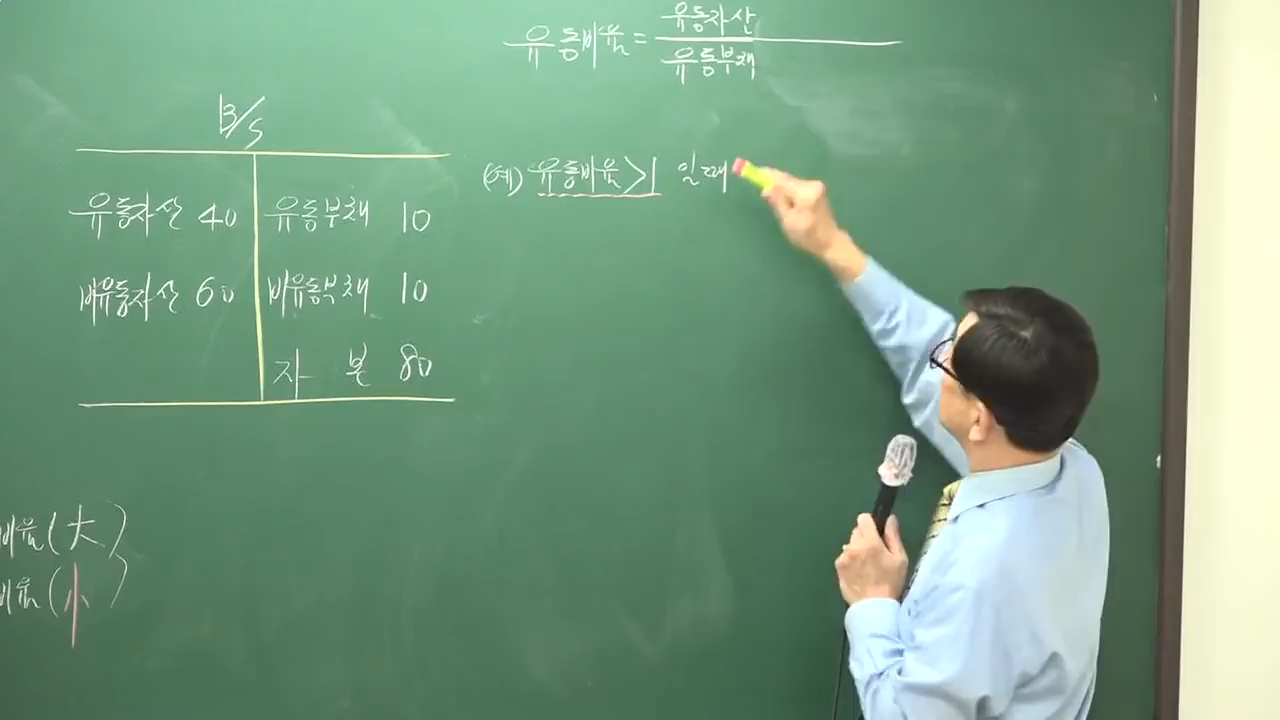 유동비율 = 유동자산 / 유동부채
B/S
유동자산 40 유동부채 10
비유동자산 60 비유동부채 10
자 본 80
(예) 유동비율>1 일때
비율(大)
비율(小)